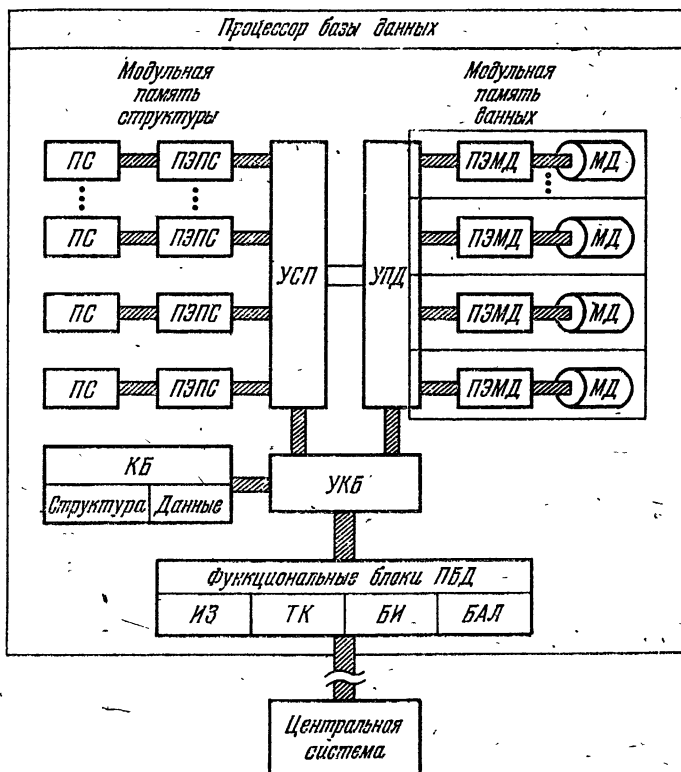 Процессор базы данных
Модульная
память
структуры
Модульная
память
данных
ПС ПЭПС ПЭМД МД
ПС ПЭПС ПЭМД МД
УСП УПД
ПС ПЭПС ПЭМД МД
ПС ПЭПС ПЭМД МД
КБ
Структура Данные
УКБ
Функциональные блоки ПБД
ИЗ ТК БИ БАЛ
Центральная
система